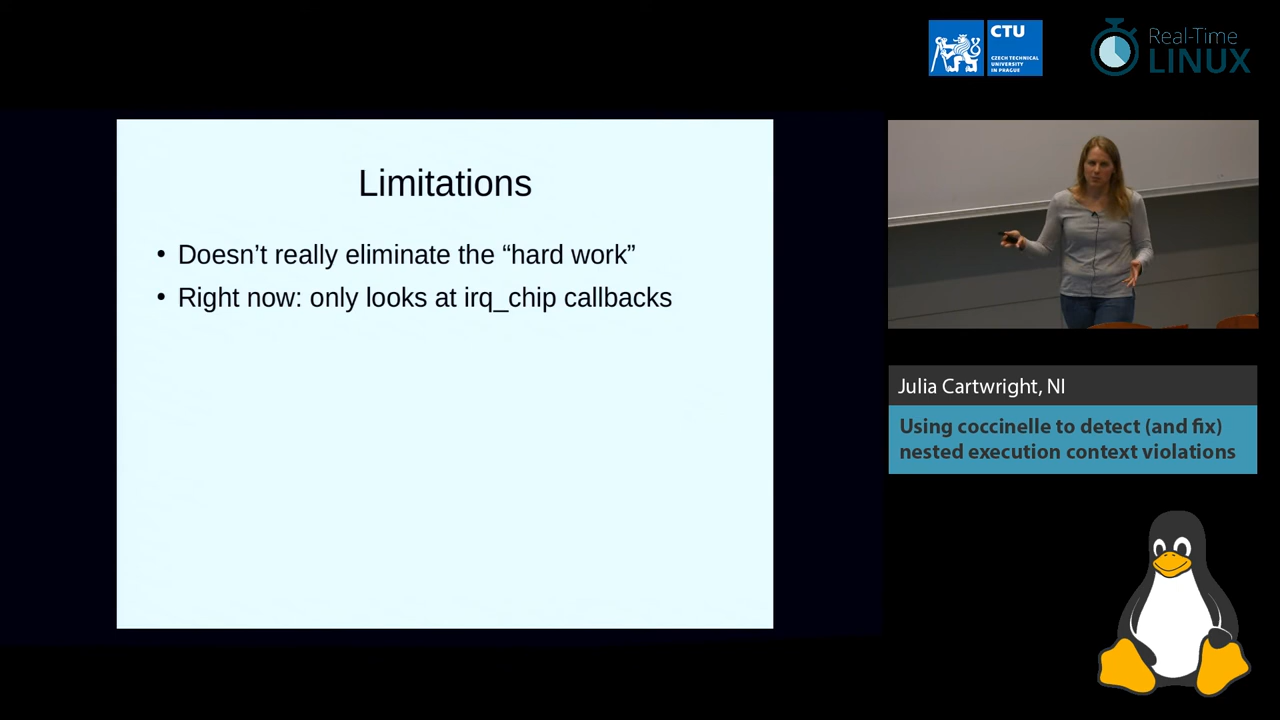 CTU
CZECH TECHNICAL
UNIVERSITY
IN PRAGUE
Real-Time
LINUX
Limitations
• Doesn’t really eliminate the “hard work”
• Right now: only looks at irq_chip callbacks
Julia Cartwright, NI
Using coccinelle to detect (and fix)
nested execution context violations